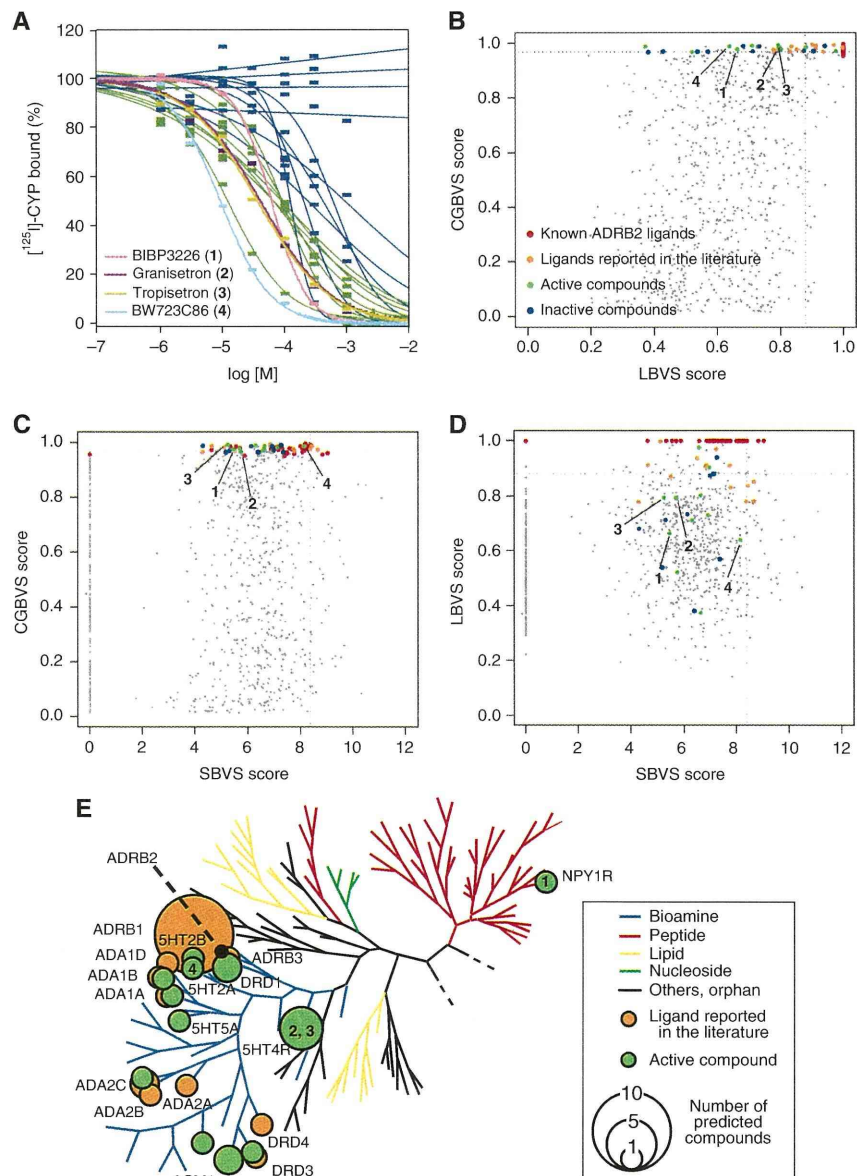 A
120
100
80
60
40
20
0
[125I]-CYP bound (%)
BIBP3226 (1)
Granisetron (2)
Tropisetron (3)
BW723C86 (4)
–7 –6 –5 –4 –3 –2
log [M]
B
1.0
0.8
0.6
0.4
0.2
0.0
CGBVS score
4 1 2 3
Known ADRB2 ligands
Ligands reported in the literature
Active compounds
Inactive compounds
0.0 0.2 0.4 0.6 0.8 1.0
LBVS score
C
1.0
0.8
0.6
0.4
0.2
0.0
CGBVS score
3 1 2 4
0 2 4 6 8 10 12
SBVS score
D
1.0
0.8
0.6
0.4
0.2
0.0
LBVS score
3 2 1 4
0 2 4 6 8 10 12
SBVS score
E
ADRB2
ADRB1
5HT2B
ADA1D
ADA1B
ADA1A
4
5HT2A
ADRB3
DRD1
5HT5A
5HT4R
2, 3
ADA2C
ADA2B
ADA2A
DRD4
DRD3
1
NPY1R
Bioamine
Peptide
Lipid
Nucleoside
Others, orphan
Ligand reported
in the literature
Active compound
10
5
1
Number of
predicted
compounds